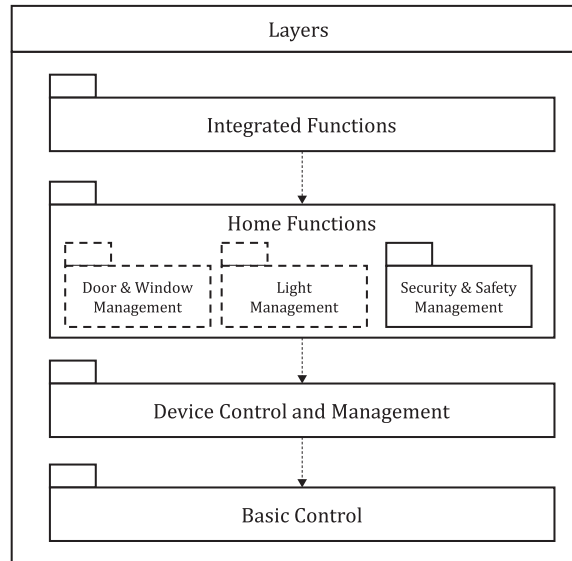 Layers
Integrated Functions
Home Functions
Door & Window
Management
Light
Management
Security & Safety
Management
Device Control and Management
Basic Control